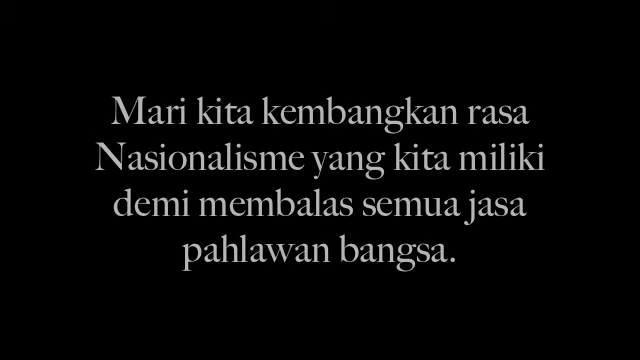 Mari kita kembangkan rasa
Nasionalisme yang kita miliki
demi membalas semua jasa
pahlawan bangsa.